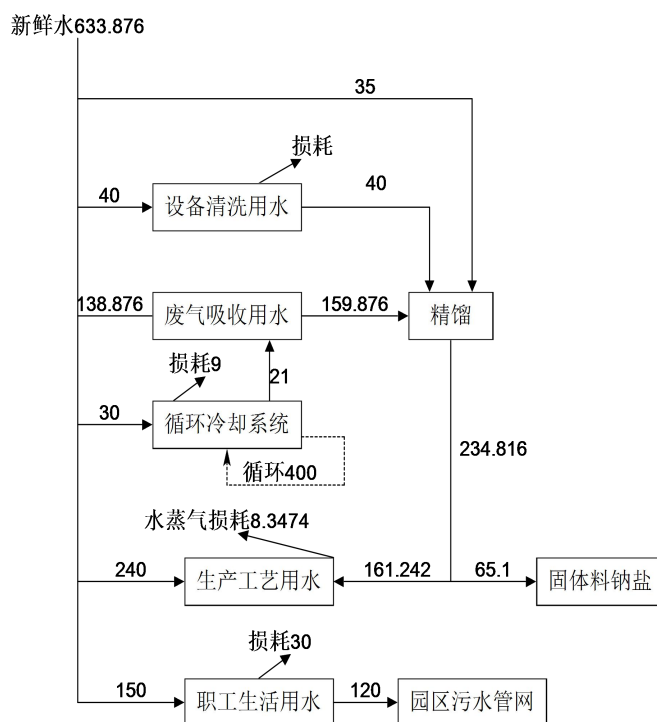 新鲜水633.876
35
损耗
40
设备清洗用水
40
138.876
废气吸收用水
159.876
精馏
损耗9
21
30
循环冷却系统
循环400
234.816
水蒸气损耗8.3474
240
生产工艺用水
161.242
65.1
固体料钠盐
损耗30
150
职工生活用水
120
园区污水管网